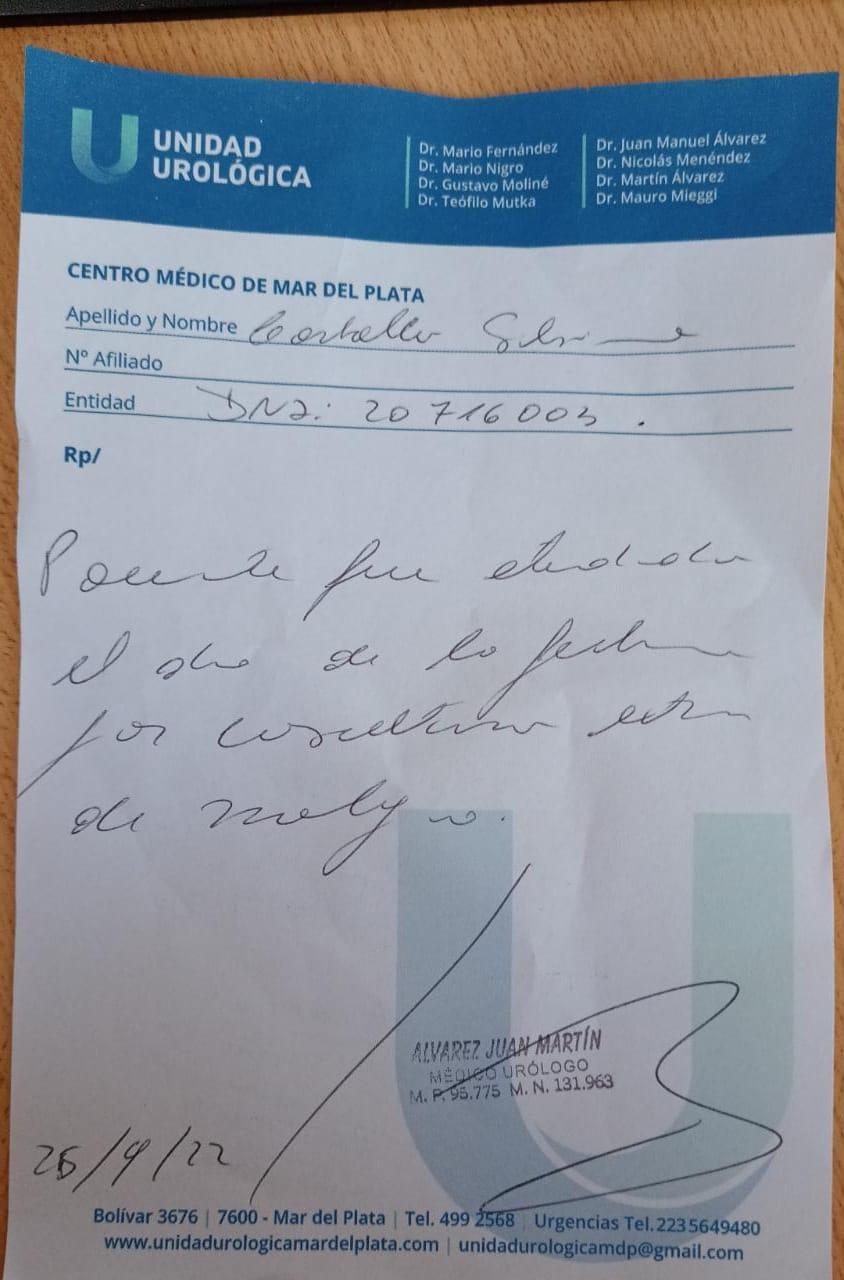 UNIDAD
UROLÓGICA
Dr. Mario Fernández
Dr. Mario Nigro
Dr. Gustavo Moliné
Dr. Teófilo Mutka
Dr. Juan Manuel Álvarez
Dr. Nicolás Menéndez
Dr. Martín Álvarez
Dr. Mauro Mieggi
CENTRO MÉDICO DE MAR DEL PLATA
Apellido y Nombre
Nº Afiliado
Entidad DNI: 20716003.
Rp/
Paciente fue atendida
el dia de la fecha
por consultorio externo
de urología.
ALVAREZ JUAN MARTÍN
MÉDICO URÓLOGO
M. P. 95.775 M. N. 131.963
/22
Bolívar 3676 | 7600 - Mar del Plata | Tel. 499 2568 | Urgencias Tel. 2235649480
www.unidadurologicamardelplata.com | unidadurologicamdp@gmail.com